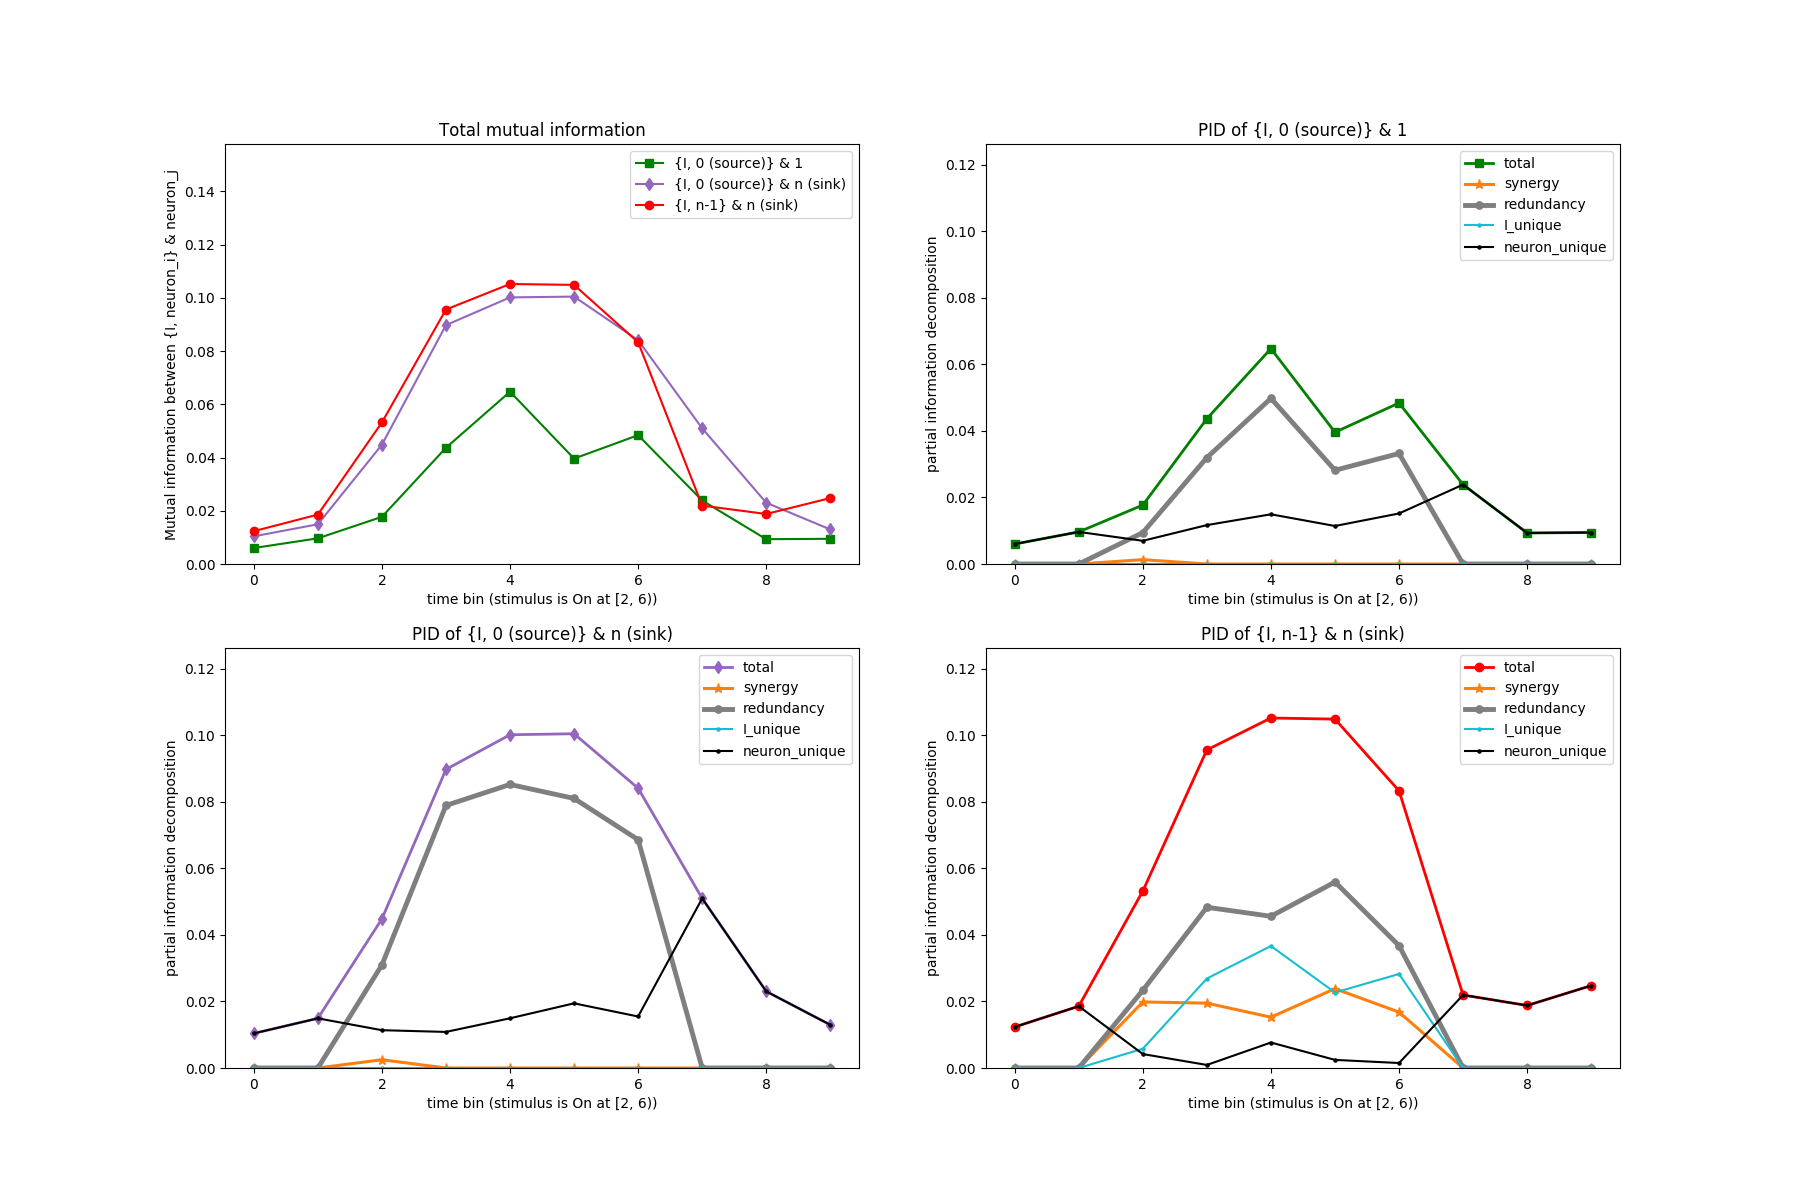 Total mutual information
Mutual information between {I, neuron_i} & neuron_j
0.14
0.12
0.10
0.08
0.06
0.04
0.02
0.00
{I, 0 (source)} & 1
{I, 0 (source)} & n (sink)
{I, n-1} & n (sink)
0 2 4 6 8
time bin (stimulus is On at [2, 6))
PID of {I, 0 (source)} & 1
partial information decomposition
0.12
0.10
0.08
0.06
0.04
0.02
0.00
total
synergy
redundancy
I_unique
neuron_unique
0 2 4 6 8
time bin (stimulus is On at [2, 6))
PID of {I, 0 (source)} & n (sink)
partial information decomposition
0.12
0.10
0.08
0.06
0.04
0.02
0.00
total
synergy
redundancy
I_unique
neuron_unique
0 2 4 6 8
time bin (stimulus is On at [2, 6))
PID of {I, n-1} & n (sink)
partial information decomposition
0.12
0.10
0.08
0.06
0.04
0.02
0.00
total
synergy
redundancy
I_unique
neuron_unique
0 2 4 6 8
time bin (stimulus is On at [2, 6))